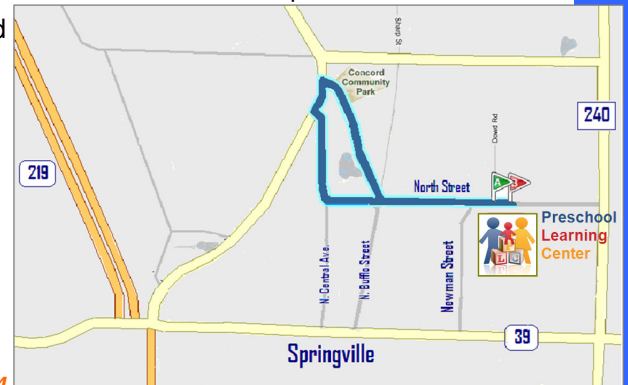 d
Sharp St
Concord
Community
Park
240
Dowd Rd
219
North Street
A
Preschool
Learning
Center
L C
N. Central Ave.
N. Bufflo Street
Newman Street
39
Springville